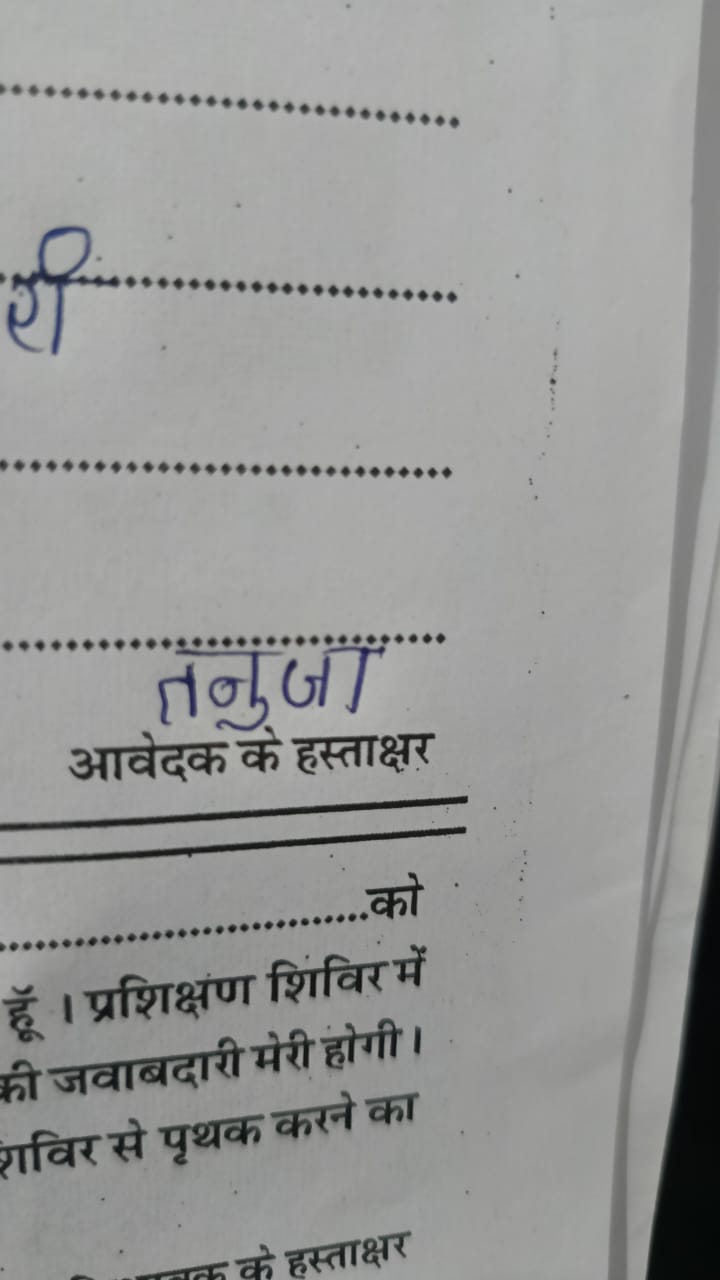 री
तनुजा
आवेदक के हस्ताक्षर
को
हूँ । प्रशिक्षण शिविर में
की जवाबदारी मेरी होगी ।
शिविर से पृथक करने का
के हस्ताक्षर